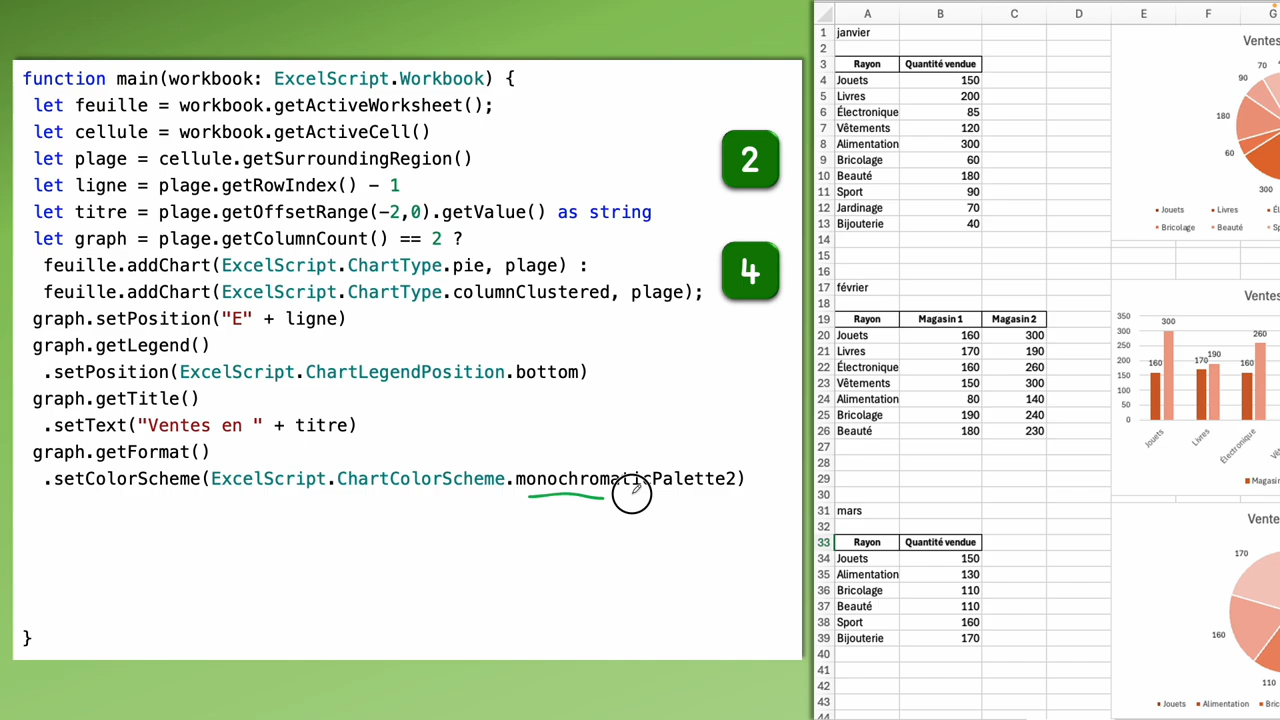 function main(workbook: ExcelScript.Workbook) {
let feuille = workbook.getActiveWorksheet();
let cellule = workbook.getActiveCell()
let plage = cellule.getSurroundingRegion()
let ligne = plage.getRowIndex() - 1
let titre = plage.getOffsetRange(-2,0).getValue() as string
let graph = plage.getColumnCount() == 2 ?
feuille.addChart(ExcelScript.ChartType.pie, plage) :
feuille.addChart(ExcelScript.ChartType.columnClustered, plage);
graph.setPosition("E" + ligne)
graph.getLegend()
.setPosition(ExcelScript.ChartLegendPosition.bottom)
graph.getTitle()
.setText("Ventes en " + titre)
graph.getFormat()
.setColorScheme(ExcelScript.ChartColorScheme.monochromaticPalette2)
}
2
4
A B C D E F G
1 janvier
2
3 Rayon Quantité vendue
4 Jouets 150
5 Livres 200
6 Électronique 85
7 Vêtements 120
8 Alimentation 300
9 Bricolage 60
10 Beauté 180
11 Sport 90
12 Jardinage 70
13 Bijouterie 40
14
15
16
17 février
18
19 Rayon Magasin 1 Magasin 2
20 Jouets 160 300
21 Livres 170 190
22 Électronique 160 260
23 Vêtements 150 300
24 Alimentation 80 140
25 Bricolage 190 240
26 Beauté 180 230
27
28
29
30
31 mars
32
33 Rayon Quantité vendue
34 Jouets 150
35 Alimentation 130
36 Bricolage 110
37 Beauté 110
38 Sport 160
39 Bijouterie 170
40
41
42
43
44
Ventes
70
90
180
60
300
Jouets Livres
Bricolage Beauté
Ventes
350
300
250
200
150
100
50
0
160 300 170 190 160 260
Jouets Livres Électronique
Magasin
Ventes
170
160
110
Jouets Alimentation